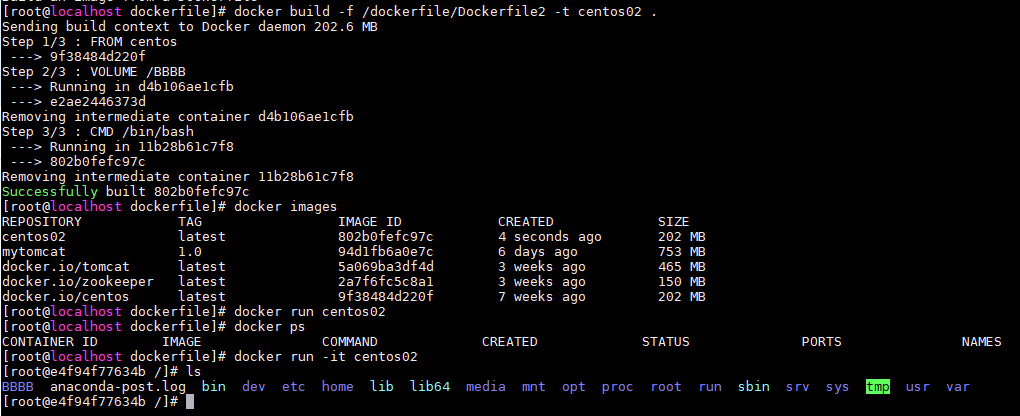 [root@localhost dockerfile]# docker build -f /dockerfile/Dockerfile2 -t centos02 .
Sending build context to Docker daemon 202.6 MB
Step 1/3 : FROM centos
 ---> 9f38484d220f
Step 2/3 : VOLUME /BBBB
 ---> Running in d4b106ae1cfb
 ---> e2ae2446373d
Removing intermediate container d4b106ae1cfb
Step 3/3 : CMD /bin/bash
 ---> Running in 11b28b61c7f8
 ---> 802b0fefc97c
Removing intermediate container 11b28b61c7f8
Successfully built 802b0fefc97c
[root@localhost dockerfile]# docker images
REPOSITORY TAG IMAGE ID CREATED SIZE
centos02 latest 802b0fefc97c 4 seconds ago 202 MB
mytomcat 1.0 94d1fb6a0e7c 6 days ago 753 MB
docker.io/tomcat latest 5a069ba3df4d 3 weeks ago 465 MB
docker.io/zookeeper latest 2a7f6fc5c8a1 3 weeks ago 150 MB
docker.io/centos latest 9f38484d220f 7 weeks ago 202 MB
[root@localhost dockerfile]# docker run centos02
[root@localhost dockerfile]# docker ps
CONTAINER ID IMAGE COMMAND CREATED STATUS PORTS NAMES
[root@localhost dockerfile]# docker run -it centos02
[root@e4f94f77634b /]# ls
BBBB anaconda-post.log bin dev etc home lib lib64 media mnt opt proc root run sbin srv sys tmp usr var
[root@e4f94f77634b /]#